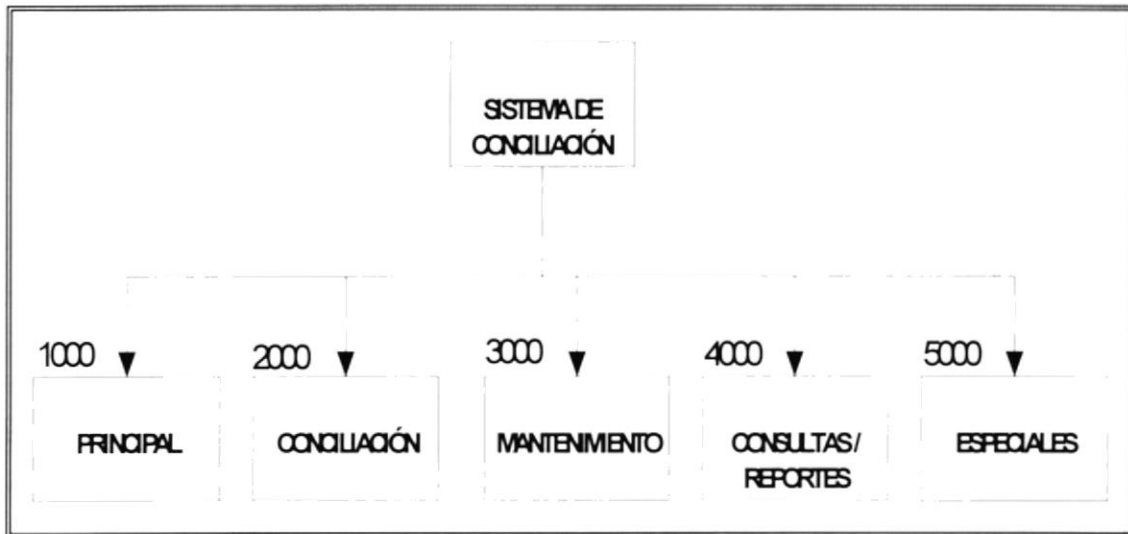 SISTEMA DE
CONCILIACIÓN
1000
2000
3000
4000
5000
PRINCIPAL
CONCILIACIÓN
MANTENIMIENTO
CONSULTAS /
REPORTES
ESPECIALES